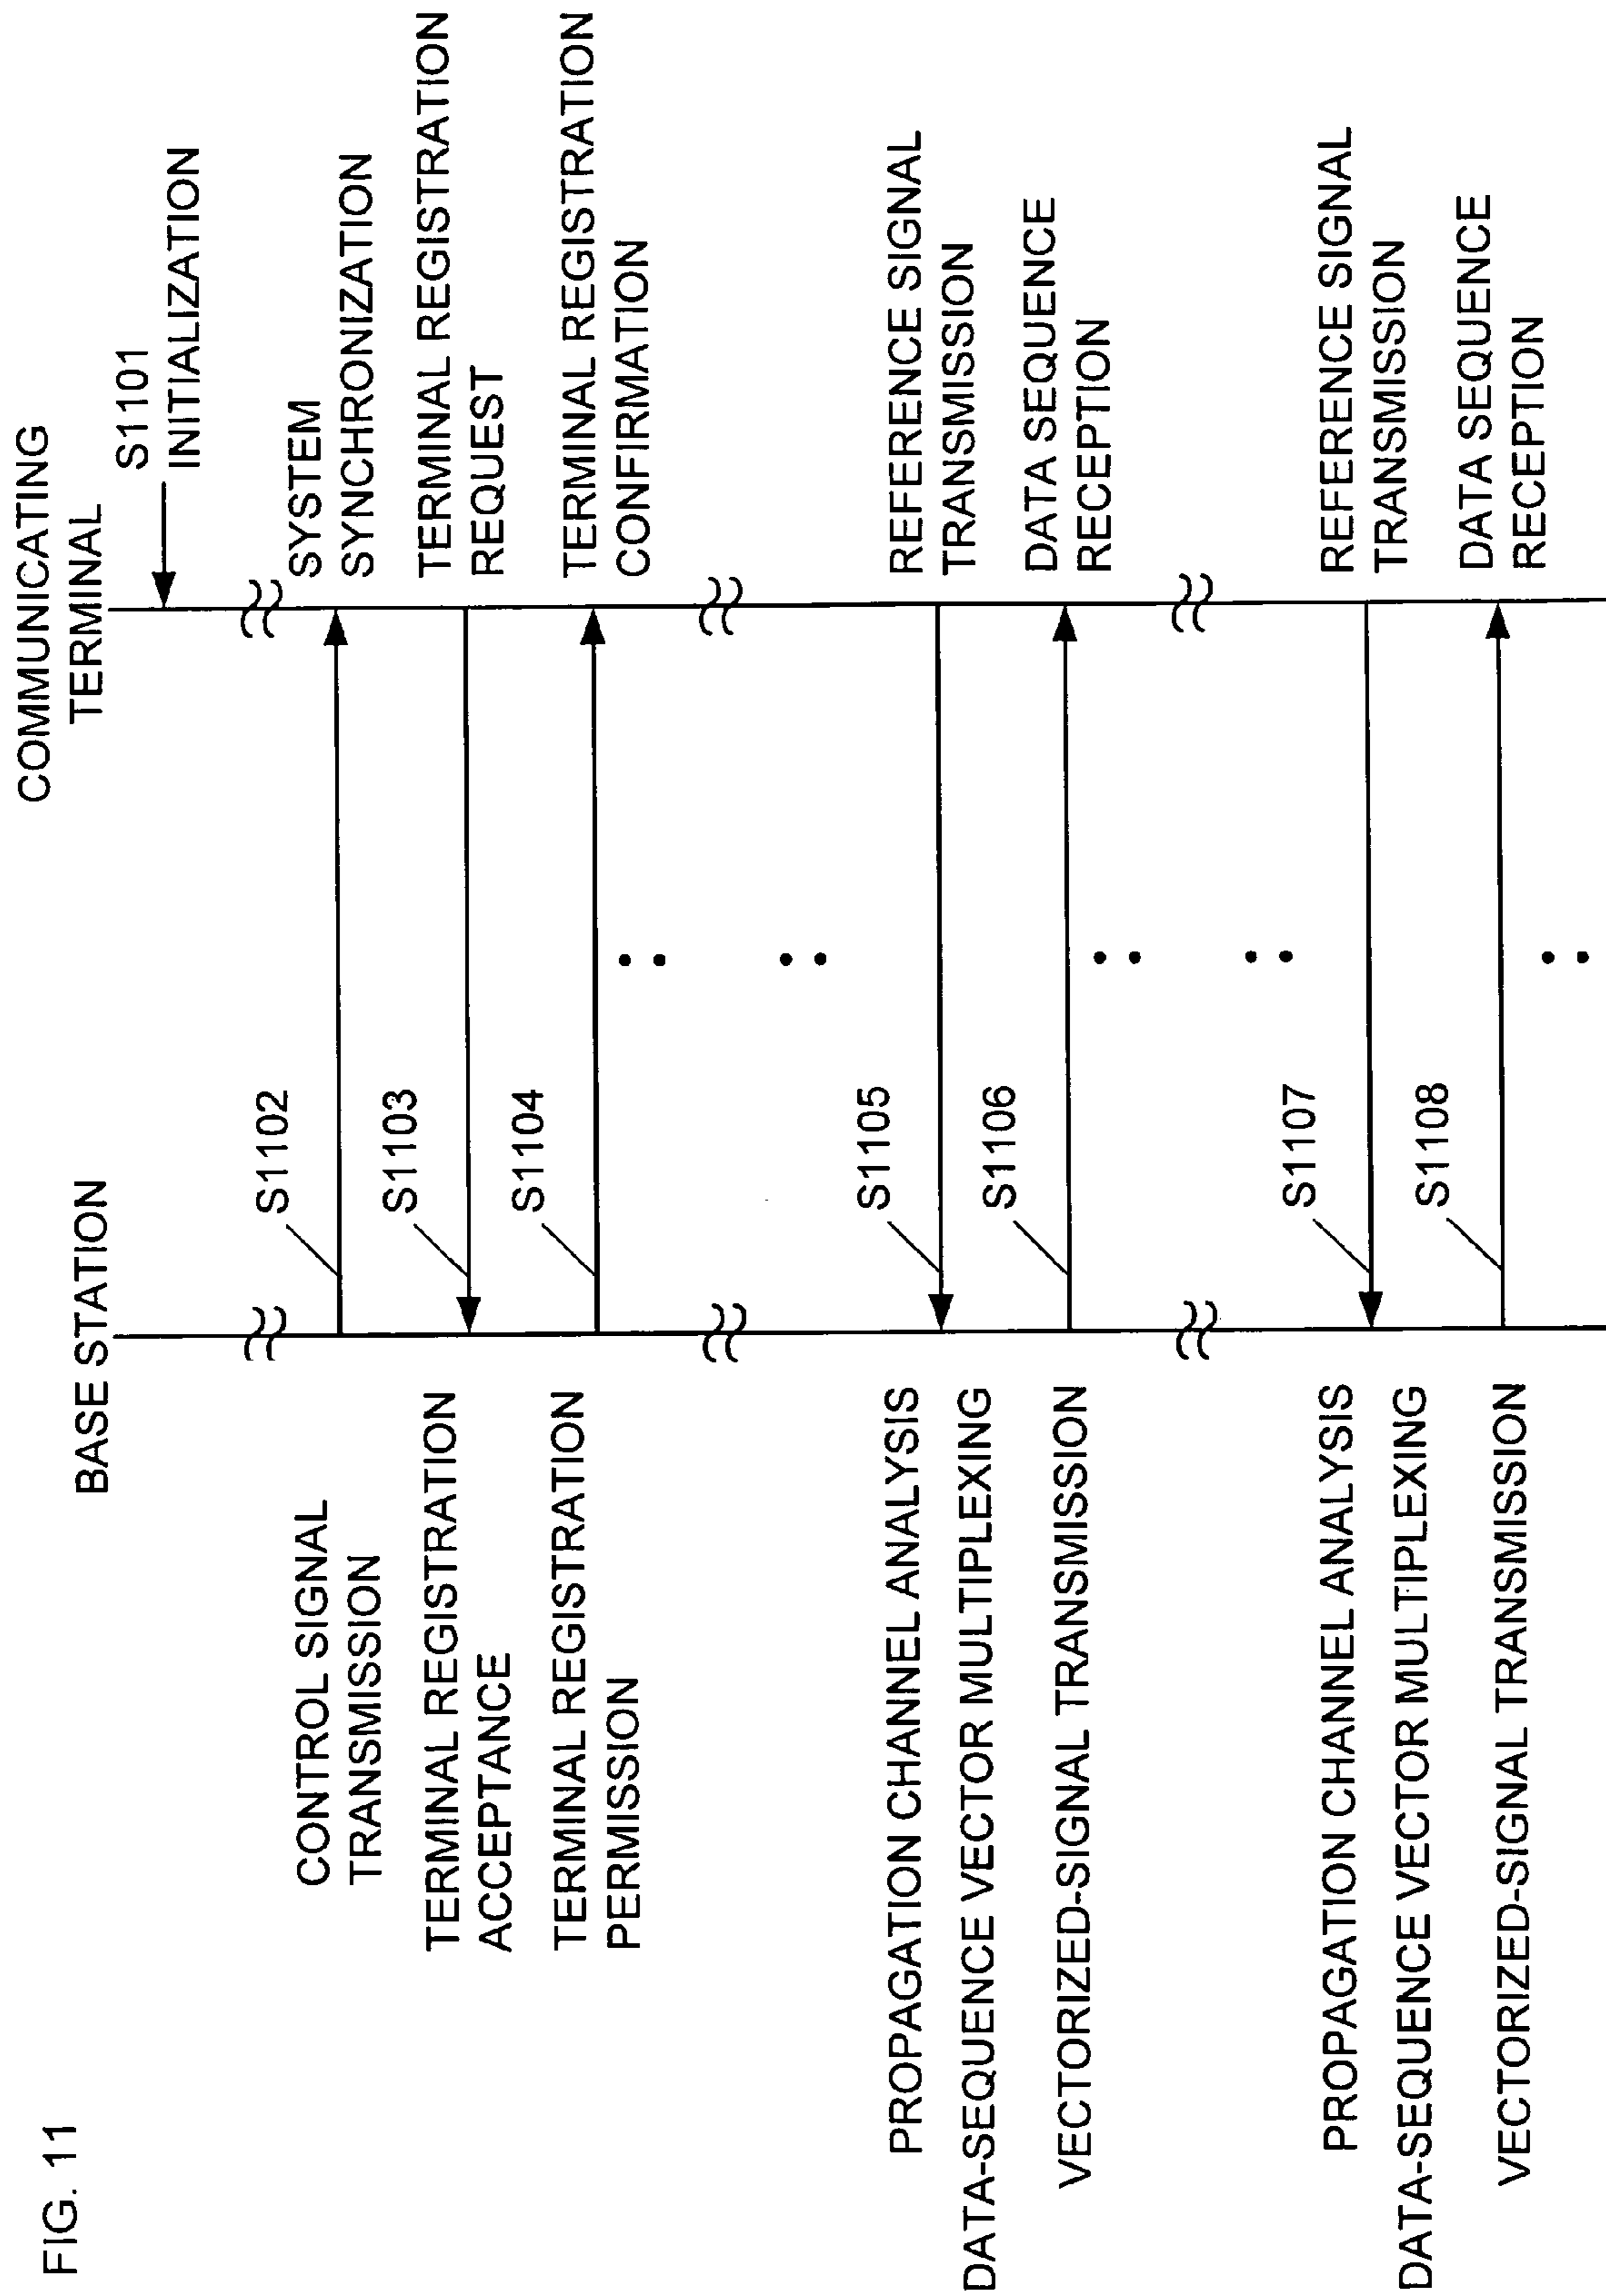 FIG. 11
BASE STATION
COMMUNICATING
TERMINAL
S1101
INITIALIZATION
CONTROL SIGNAL
TRANSMISSION
S1102
SYSTEM
SYNCHRONIZATION
TERMINAL REGISTRATION
ACCEPTANCE
S1103
TERMINAL REGISTRATION
REQUEST
TERMINAL REGISTRATION
PERMISSION
S1104
TERMINAL REGISTRATION
CONFIRMATION
PROPAGATION CHANNEL ANALYSIS
DATA-SEQUENCE VECTOR MULTIPLEXING
S1105
REFERENCE SIGNAL
TRANSMISSION
VECTORIZED-SIGNAL TRANSMISSION
S1106
DATA SEQUENCE
RECEPTION
PROPAGATION CHANNEL ANALYSIS
DATA-SEQUENCE VECTOR MULTIPLEXING
S1107
REFERENCE SIGNAL
TRANSMISSION
VECTORIZED-SIGNAL TRANSMISSION
S1108
DATA SEQUENCE
RECEPTION